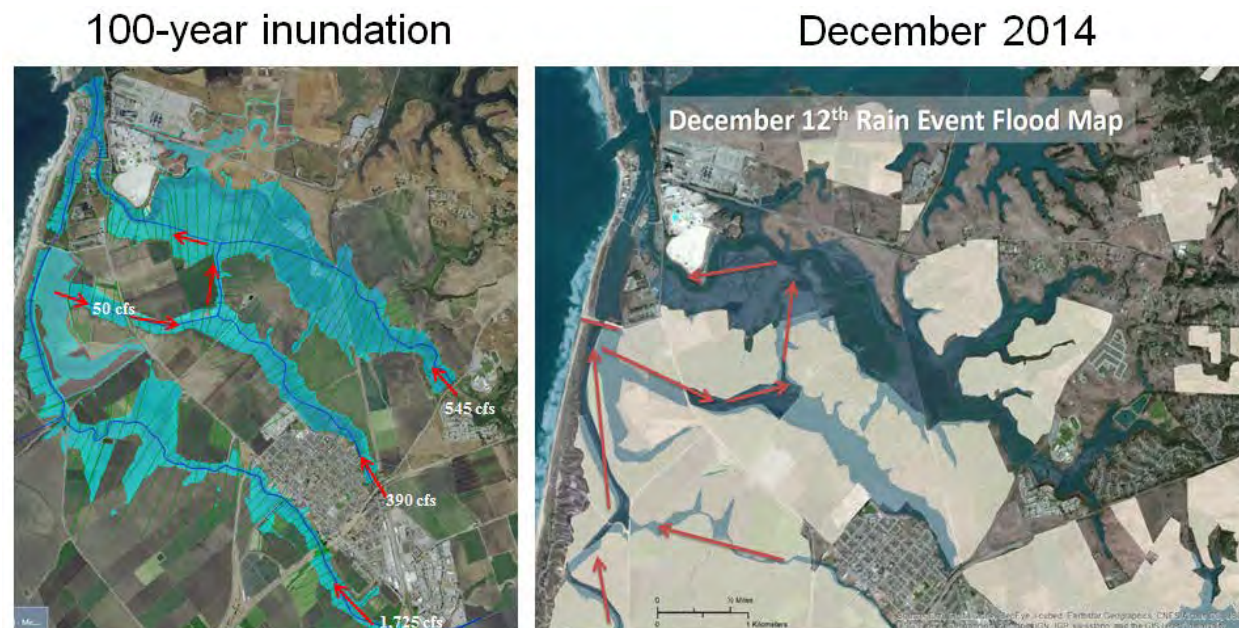 100-year inundation
December 2014
December 12th Rain Event Flood Map
50 cfs
545 cfs
390 cfs
1,725 cfs
0
½ Miles
0
1 Kilometers